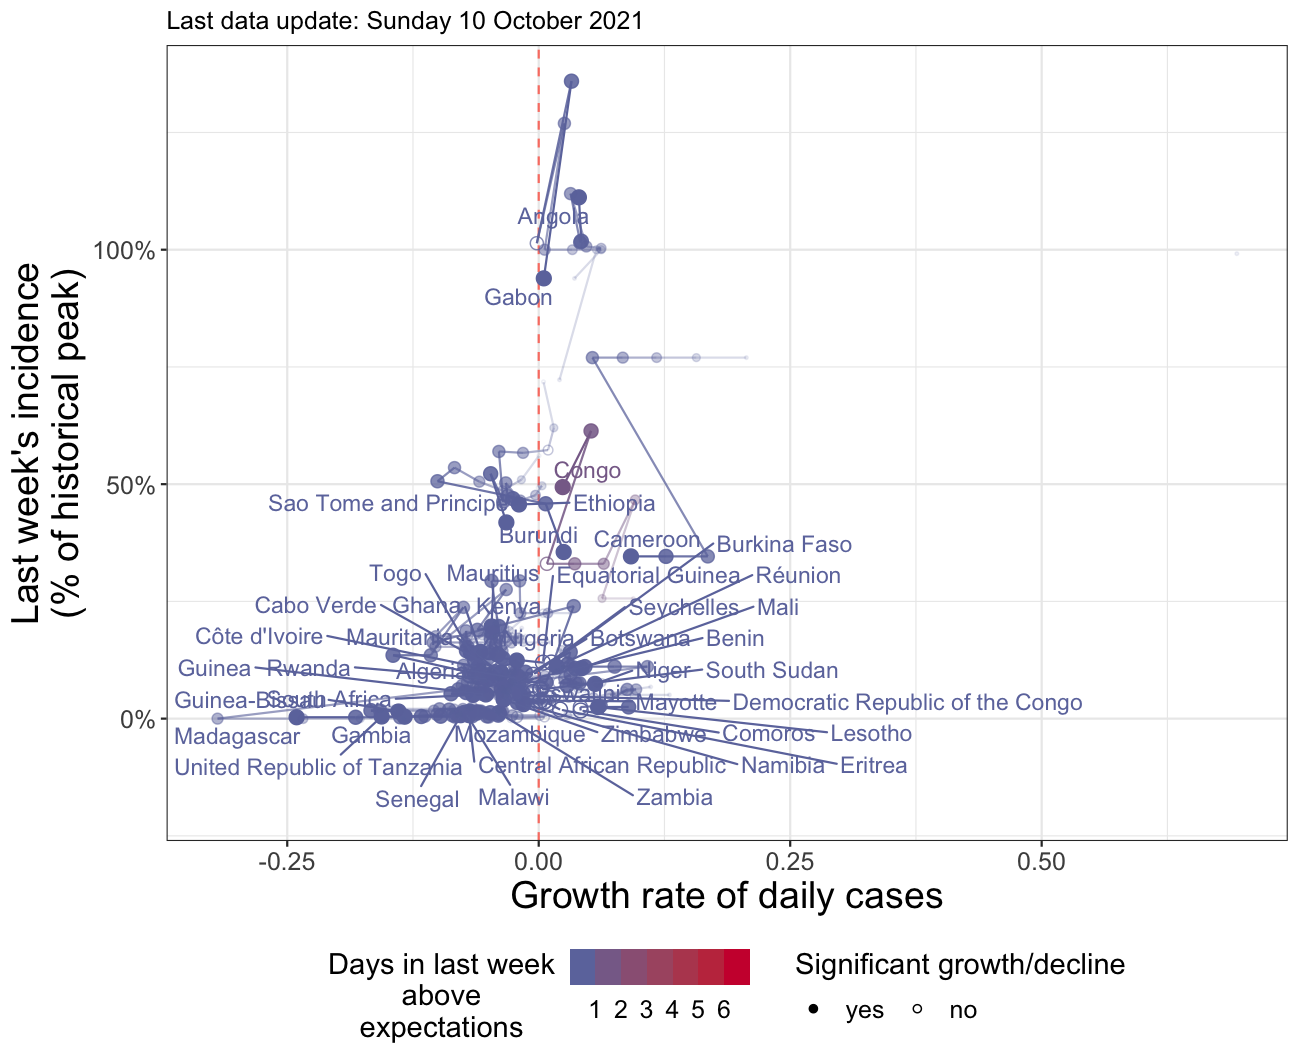 Last data update: Sunday 10 October 2021
Last week's incidence
(% of historical peak)
100%
50%
0%
Angola
Gabon
Congo
Sao Tome and Principe
Ethiopia
Burundi
Cameroon
Burkina Faso
Togo
Mauritius
Equatorial Guinea
Réunion
Cabo Verde
Ghana
Kenya
Seychelles
Mali
Côte d'Ivoire
Mauritania
Nigeria
Botswana
Benin
Guinea
Rwanda
Algeria
Niger
South Sudan
Guinea-Bissau
South Africa
Eswatini
Mayotte
Democratic Republic of the Congo
Madagascar
Gambia
Mozambique
Zimbabwe
Comoros
Lesotho
United Republic of Tanzania
Central African Republic
Namibia
Eritrea
Senegal
Malawi
Zambia
-0.25
0.00
0.25
0.50
Growth rate of daily cases
Days in last week
above
expectations
1 2 3 4 5 6
Significant growth/decline
yes
no